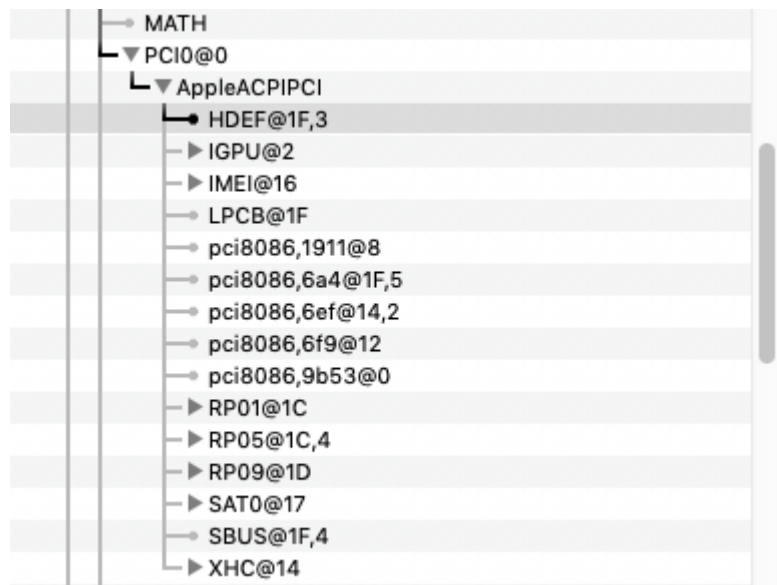 MATH
PCI0@0
AppleACPIPCI
HDEF@1F,3
IGPU@2
IMEI@16
LPCB@1F
pci8086,1911@8
pci8086,6a4@1F,5
pci8086,6ef@14,2
pci8086,6f9@12
pci8086,9b53@0
RP01@1C
RP05@1C,4
RP09@1D
SAT0@17
SBUS@1F,4
XHC@14